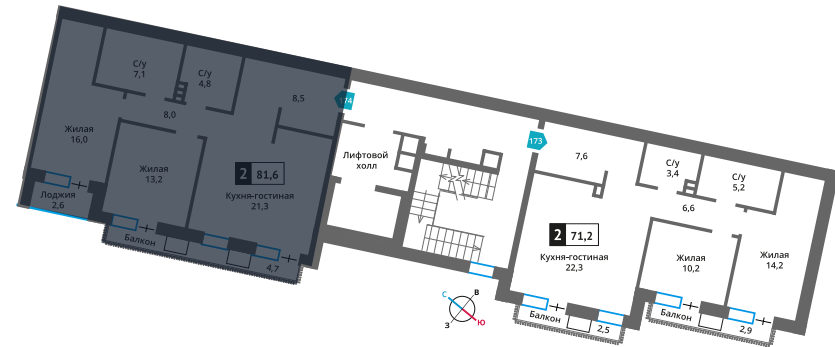 С/у
7,1
С/у
4,8
8,5
174
8,0
Жилая
16,0
Жилая
13,2
2 81,6
Кухня-гостиная
21,3
Лоджия
2,6
Балкон
4,7
Лифтовой
холл
173
7,6
С/у
3,4
С/у
5,2
6,6
2 71,2
Кухня-гостиная
22,3
Жилая
10,2
Жилая
14,2
Балкон
2,5
Балкон
2,9
С
В
З
Ю